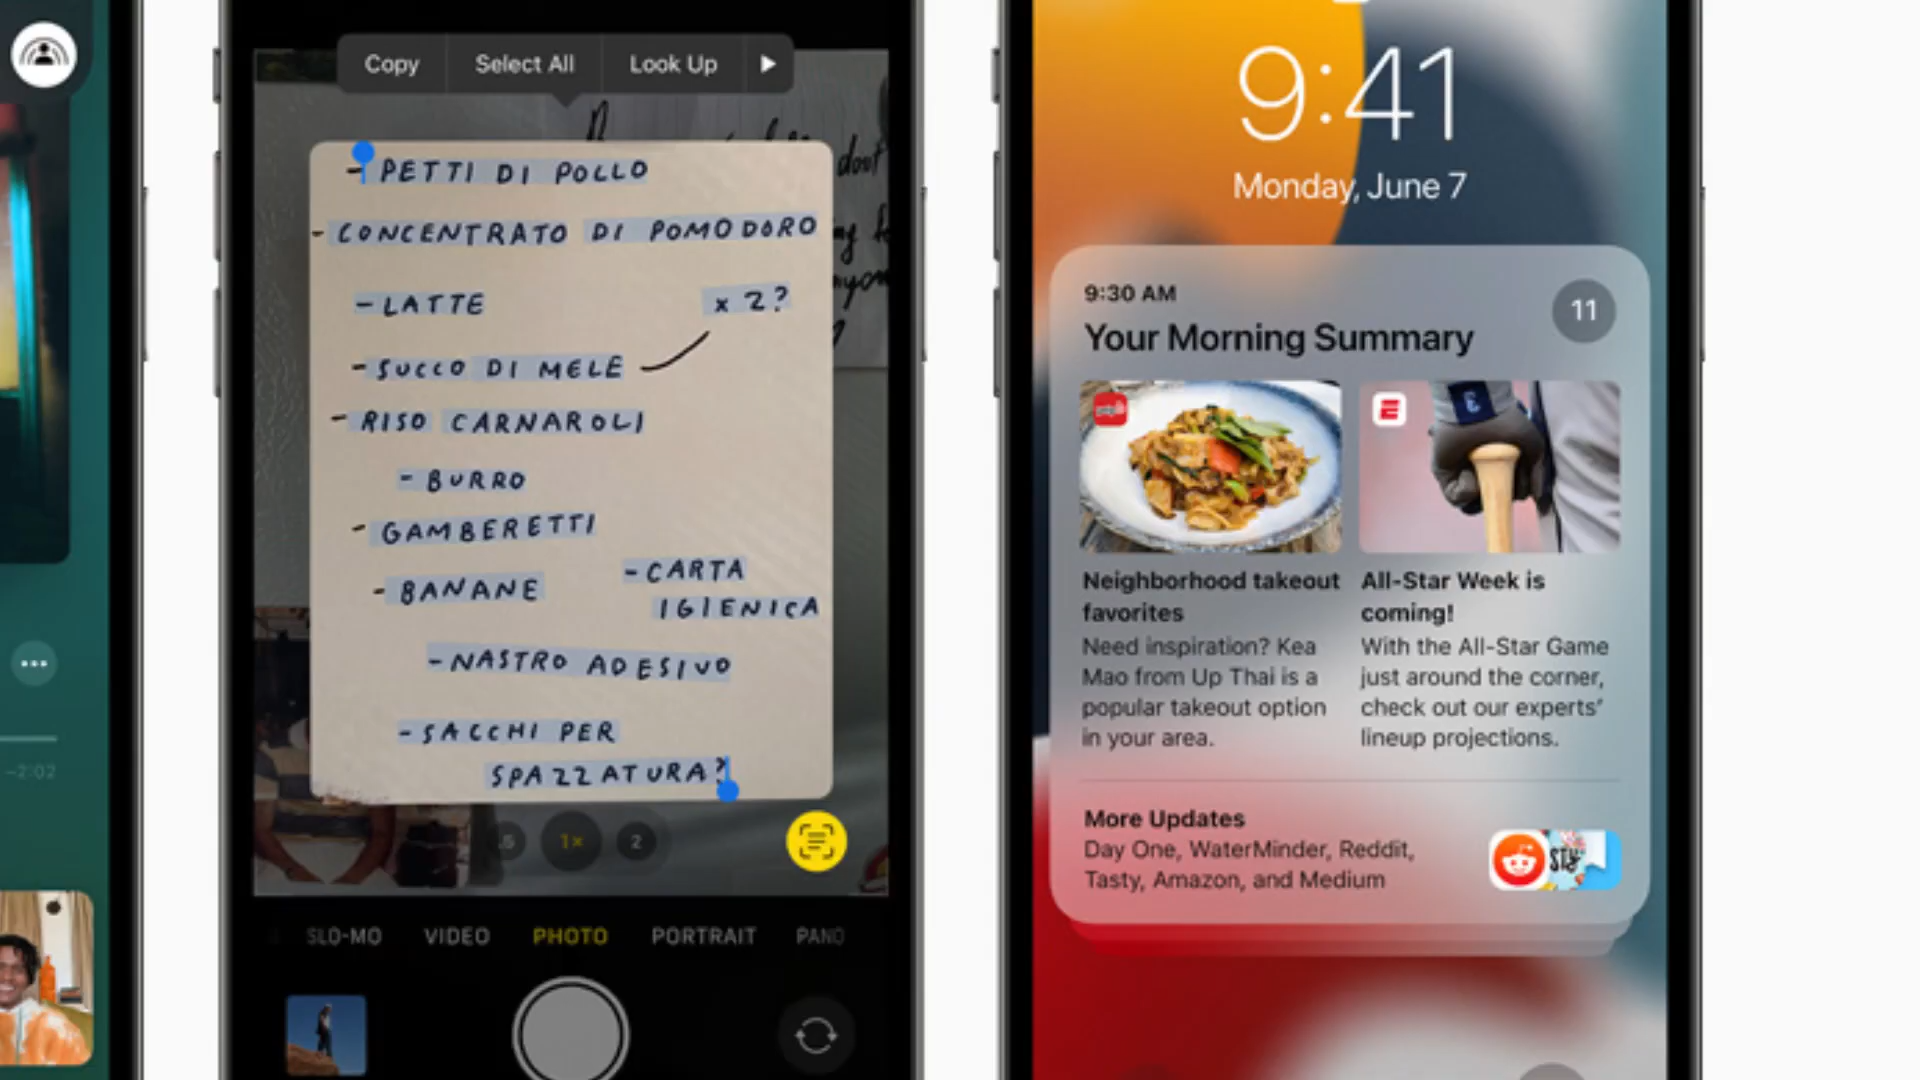 Copy
Select All
Look Up
- PETTI DI POLLO
- CONCENTRATO DI POMODORO
- LATTE
x 2?
- SUCCO DI MELE
- RISO CARNAROLI
- BURRO
- GAMBERETTI
- BANANE
- CARTA
IGIENICA
- NASTRO ADESIVO
- SACCHI PER
SPAZZATURA?
1×
2
SLO-MO
VIDEO
PHOTO
PORTRAIT
PANO
-2:02
9:41
Monday, June 7
9:30 AM
11
Your Morning Summary
Neighborhood takeout
favorites
Need inspiration? Kea
Mao from Up Thai is a
popular takeout option
in your area.
All-Star Week is
coming!
With the All-Star Game
just around the corner,
check out our experts'
lineup projections.
More Updates
Day One, WaterMinder, Reddit,
Tasty, Amazon, and Medium